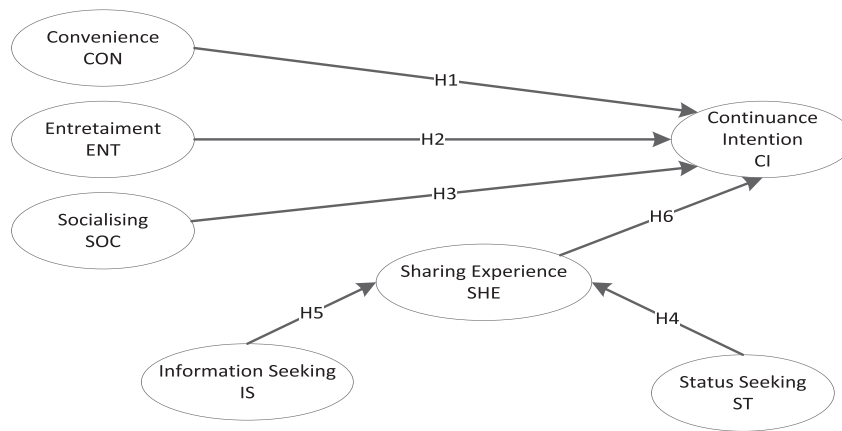 Convenience
CON
H1
Entretaiment
ENT
H2
Continuance
Intention
CI
Socialising
SOC
H3
H6
Sharing Experience
SHE
H5
H4
Information Seeking
IS
Status Seeking
ST